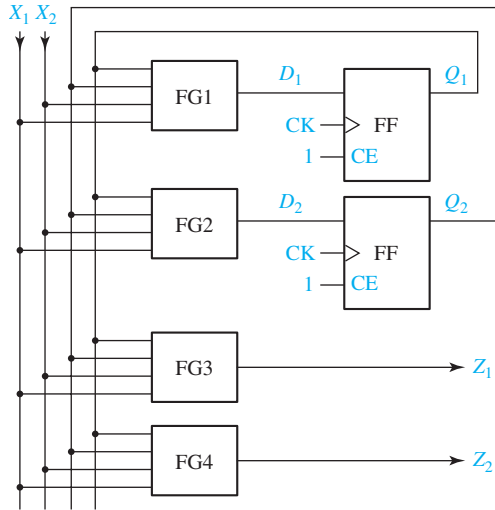 X1 X2
FG1 D1 Q1
CK FF
1 CE
FG2 D2 Q2
CK FF
1 CE
FG3 Z1
FG4 Z2